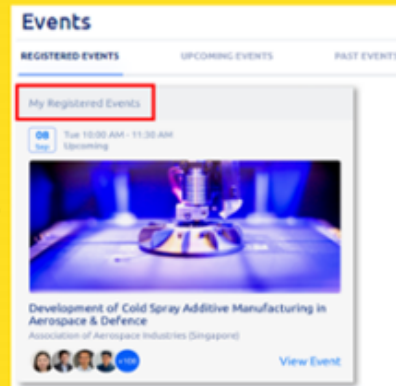 Events
REGISTERED EVENTS
UPCOMING EVENTS
PAST EVENTS
My Registered Events
08
Sep
Tue 10:00 AM - 11:30 AM
Upcoming
Development of Cold Spray Additive Manufacturing in
Aerospace & Defence
Association of Aerospace Industries (Singapore)
+108
View Event